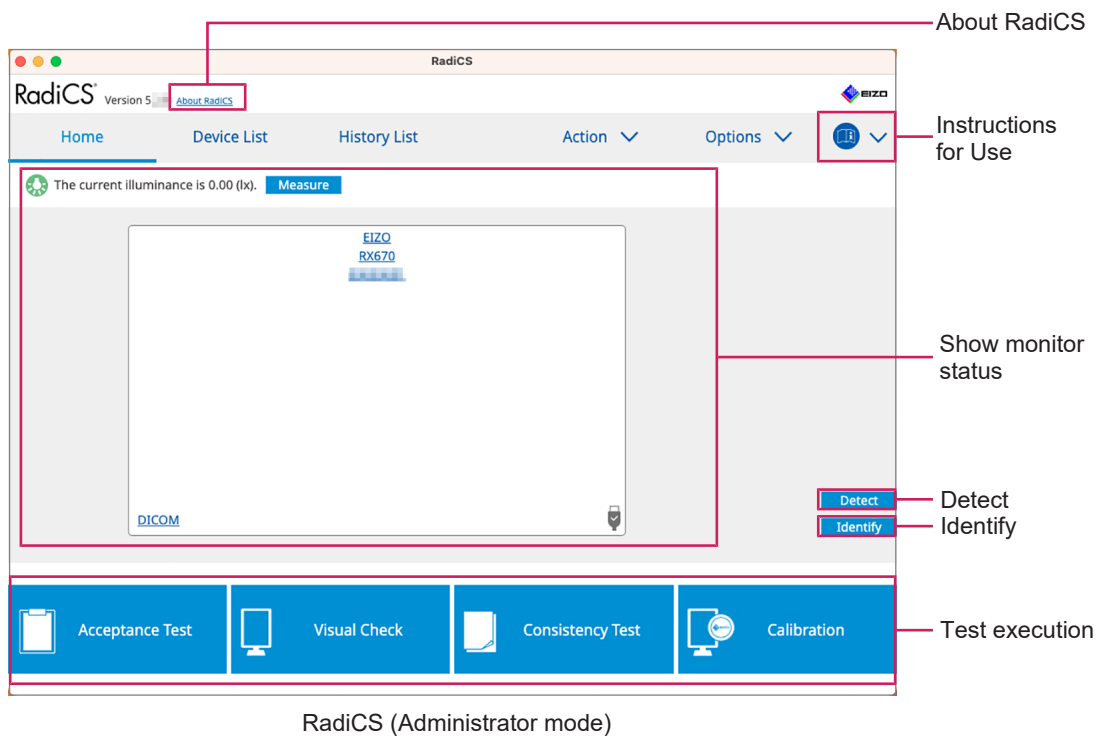 About RadiCS
RadiCS
RadiCS® Version 5. About RadiCS
EIZO
Home Device List History List Action Options
Instructions
for Use
The current illuminance is 0.00 (lx). Measure
EIZO
RX670
Show monitor
status
DICOM
Detect
Detect
Identify
Identify
Acceptance Test Visual Check Consistency Test Calibration
Test execution
RadiCS (Administrator mode)